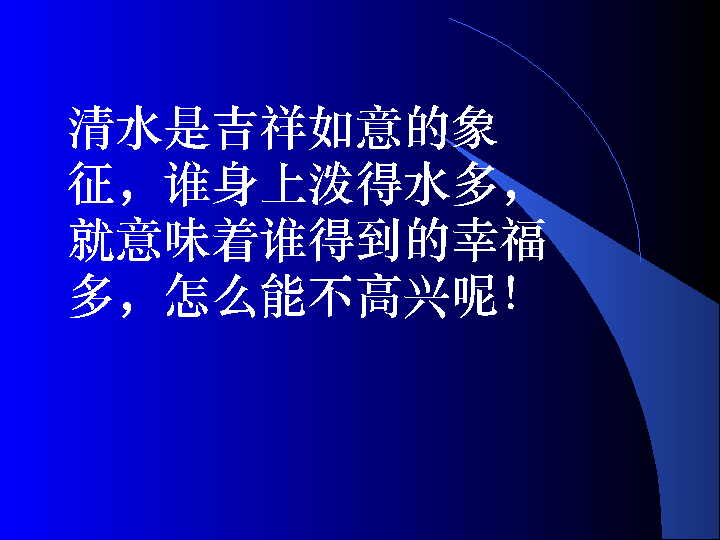 清水是吉祥如意的象
征，谁身上泼得水多，
就意味着谁得到的幸福
多，怎么能不高兴呢！